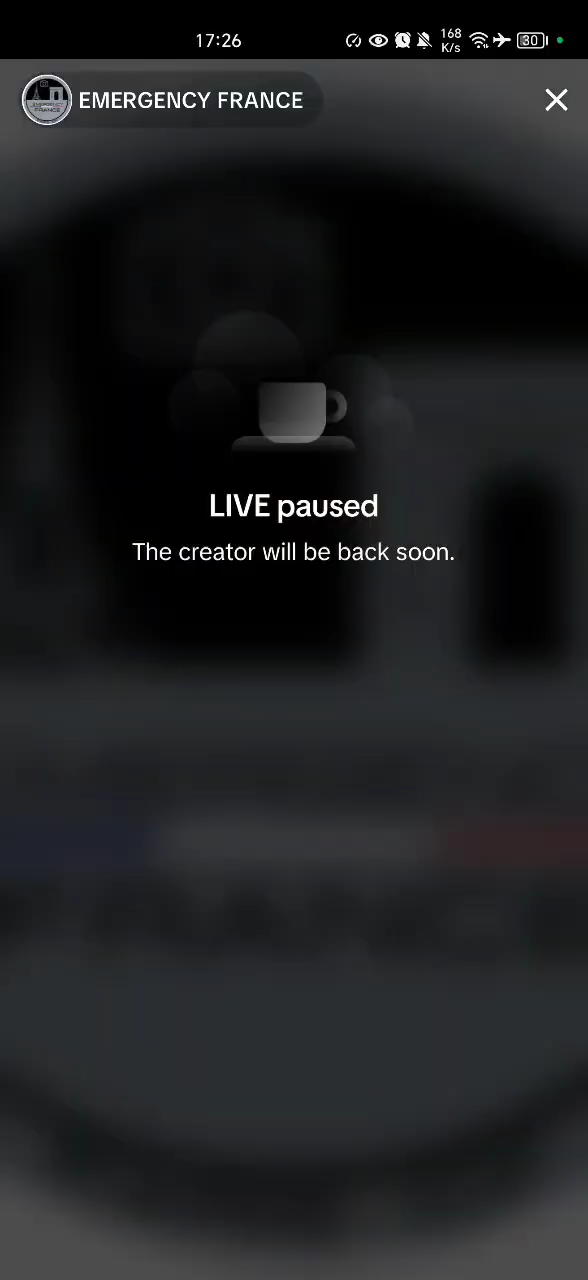 17:26
168
K/s
30
EMERGENCY FRANCE
LIVE paused
The creator will be back soon.